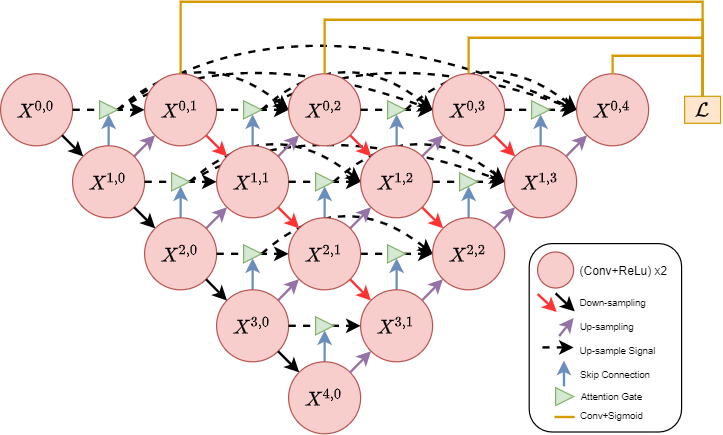 X^{0,0} X^{0,1} X^{0,2} X^{0,3} X^{0,4} ℒ
X^{1,0} X^{1,1} X^{1,2} X^{1,3}
X^{2,0} X^{2,1} X^{2,2}
X^{3,0} X^{3,1}
X^{4,0}
(Conv+ReLu) X2
Down-sampling
Up-sampling
Up-sample Signal
Skip Connection
Attention Gate
Conv+Sigmoid